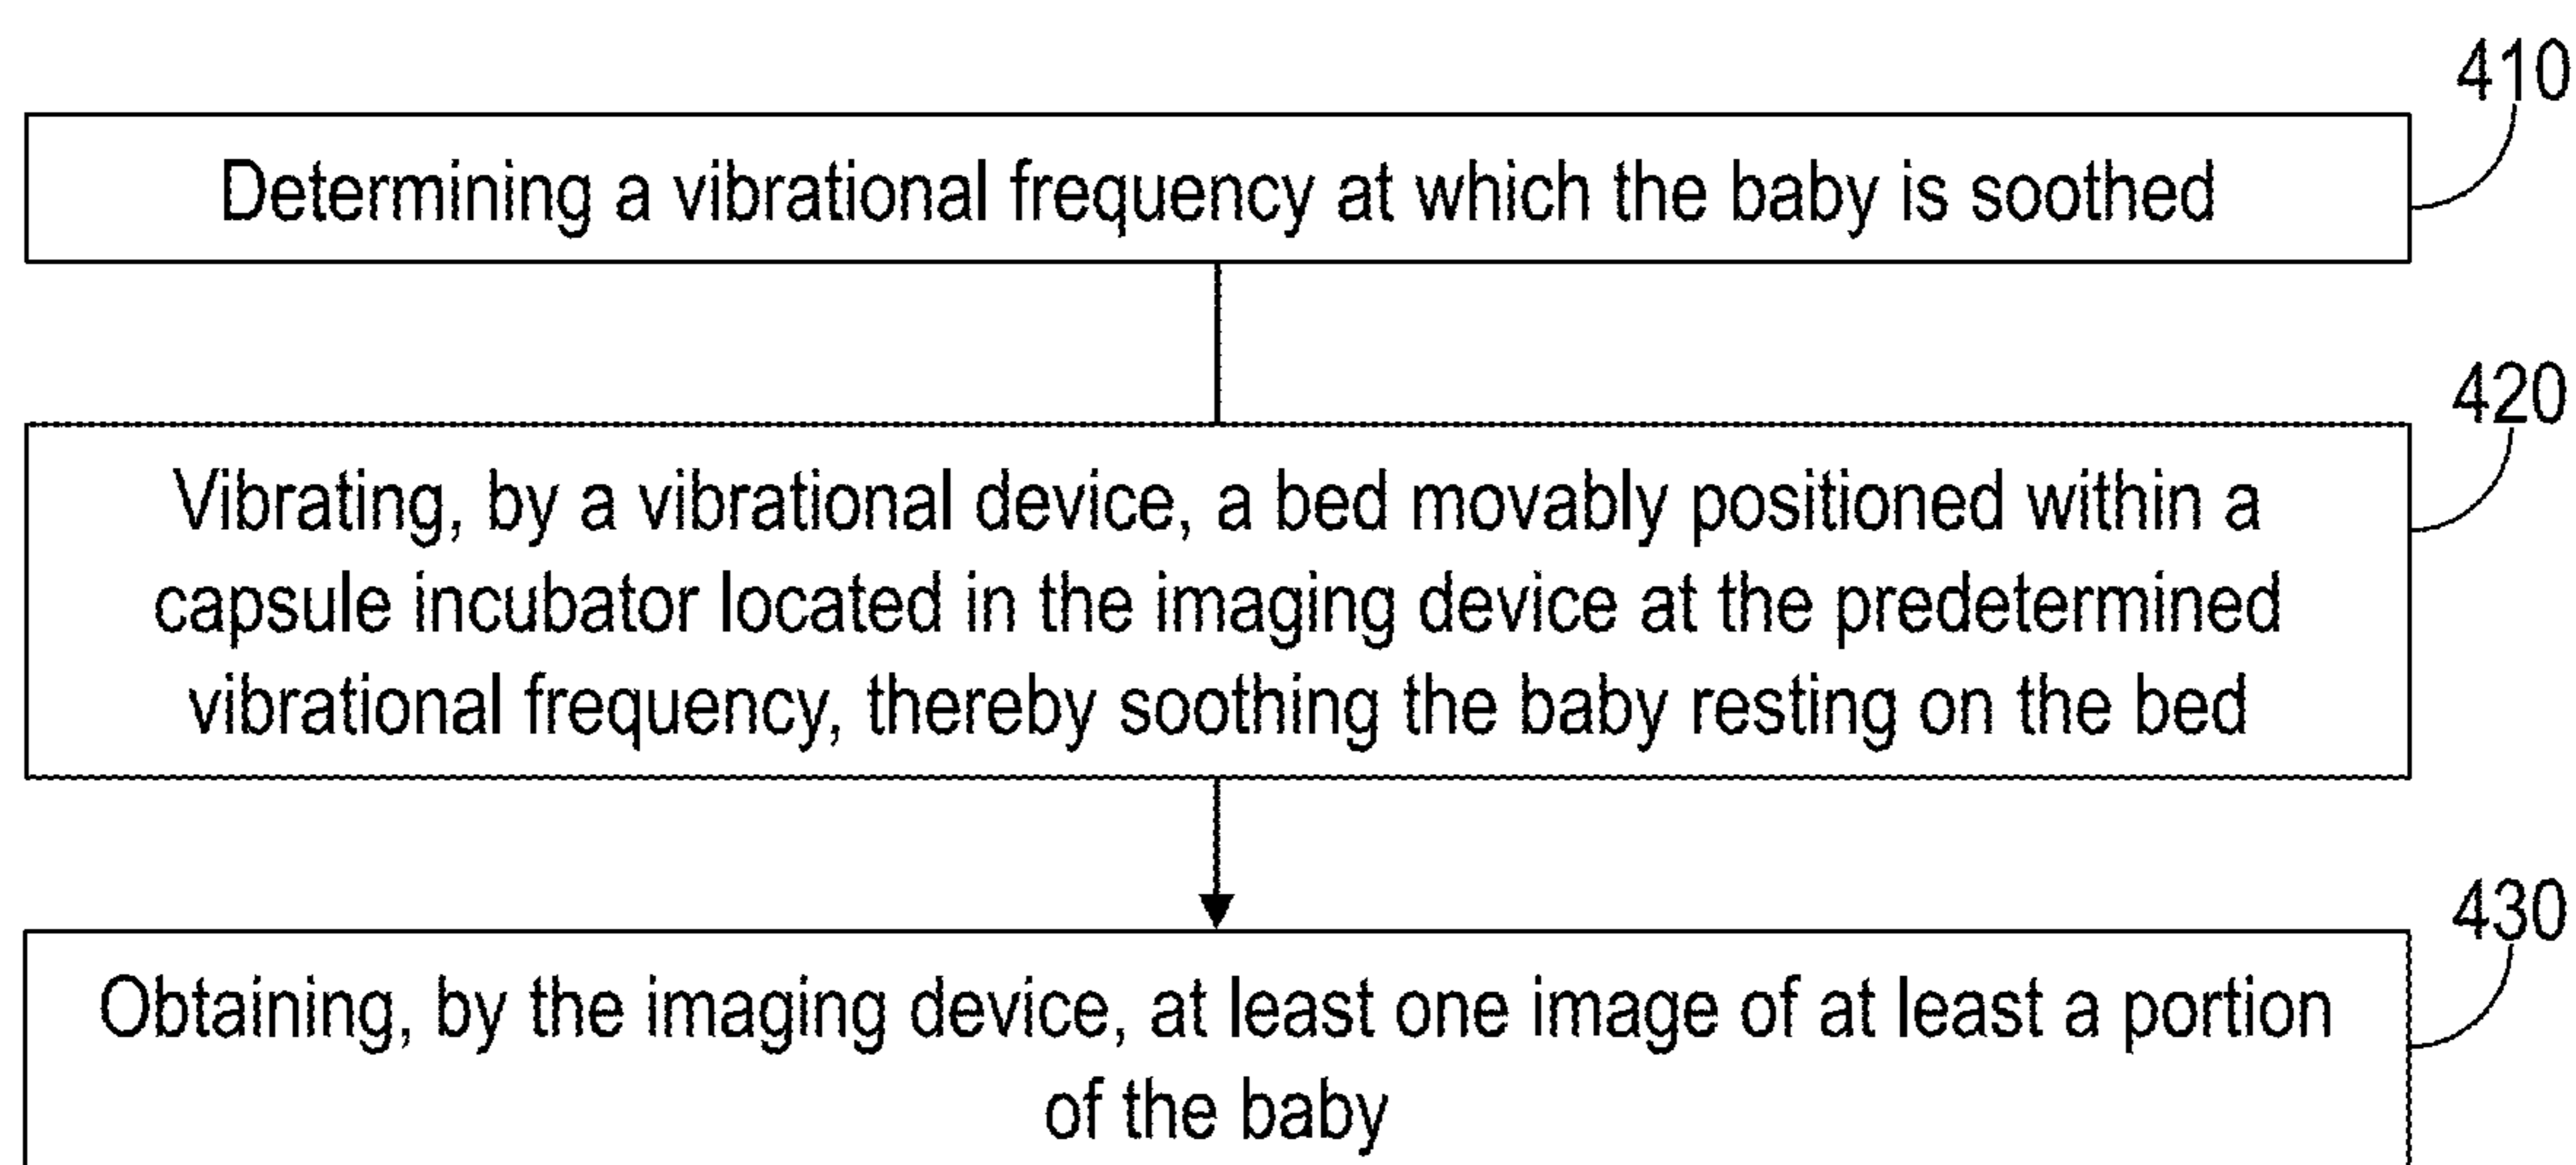 410
Determining a vibrational frequency at which the baby is soothed
420
Vibrating, by a vibrational device, a bed movably positioned within a
capsule incubator located in the imaging device at the predetermined
vibrational frequency, thereby soothing the baby resting on the bed
430
Obtaining, by the imaging device, at least one image of at least a portion
of the baby